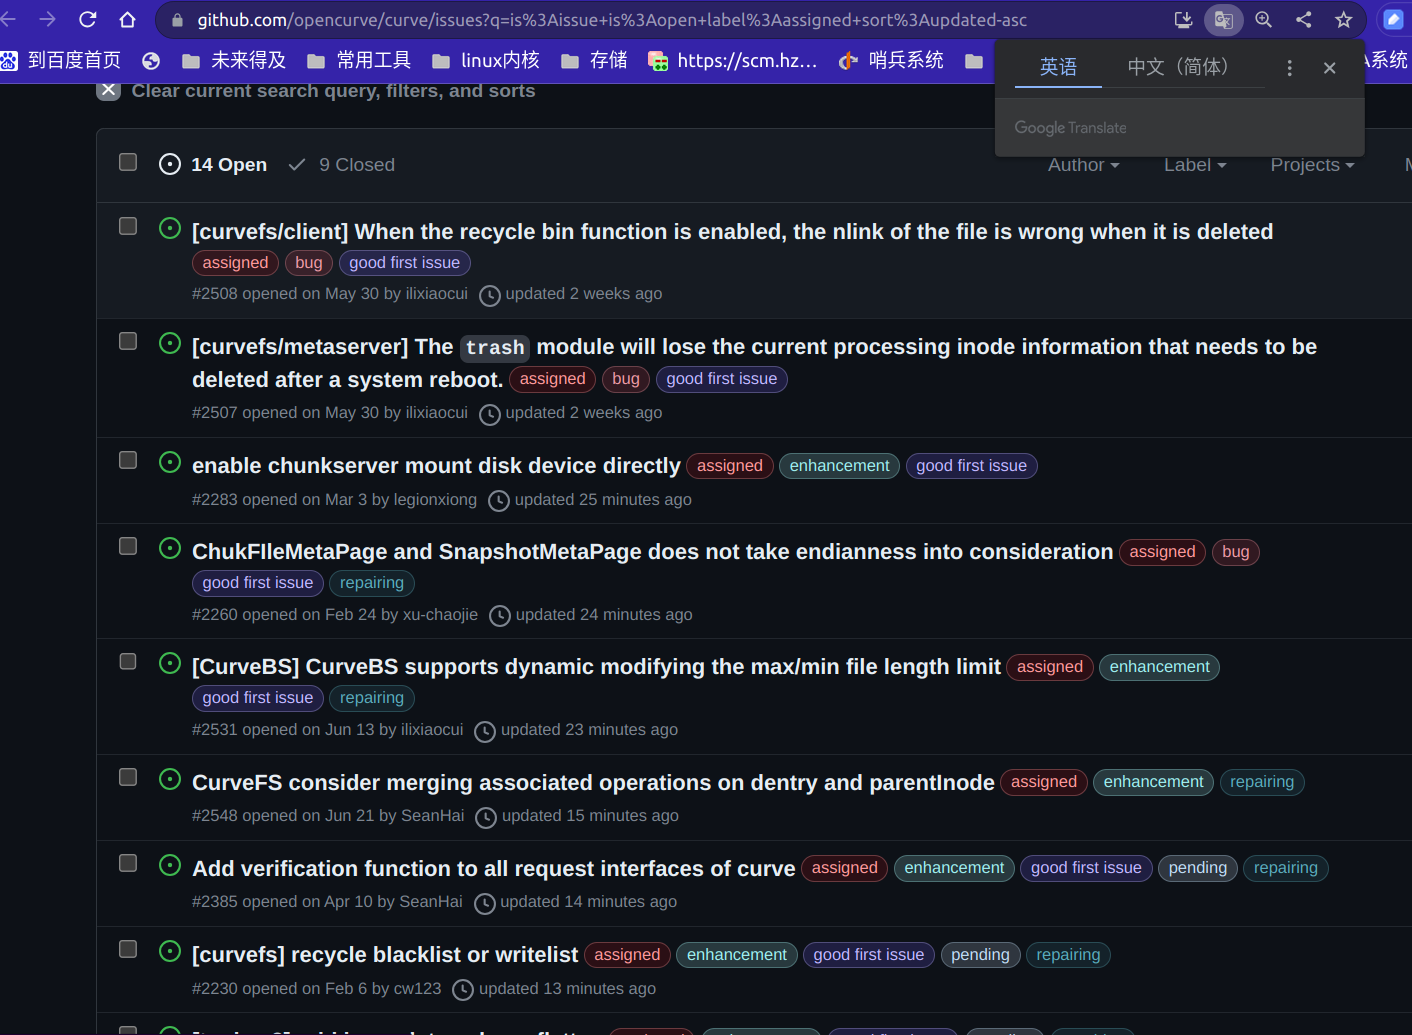 github.com/opencurve/curve/issues?q=is%3Aissue+is%3Aopen+label%3Aassigned+sort%3Aupdated-asc
到百度首页 未来得及 常用工具 linux内核 存储 https://scm.hz... 哨兵系统 系统
英语 中文（简体）
Google Translate
Clear current search query, filters, and sorts
14 Open 9 Closed Author Label Projects
[curvefs/client] When the recycle bin function is enabled, the nlink of the file is wrong when it is deleted
assigned bug good first issue
#2508 opened on May 30 by ilixiaocui updated 2 weeks ago
[curvefs/metaserver] The trash module will lose the current processing inode information that needs to be
deleted after a system reboot. assigned bug good first issue
#2507 opened on May 30 by ilixiaocui updated 2 weeks ago
enable chunkserver mount disk device directly assigned enhancement good first issue
#2283 opened on Mar 3 by legionxiong updated 25 minutes ago
ChukFIleMetaPage and SnapshotMetaPage does not take endianness into consideration assigned bug
good first issue repairing
#2260 opened on Feb 24 by xu-chaojie updated 24 minutes ago
[CurveBS] CurveBS supports dynamic modifying the max/min file length limit assigned enhancement
good first issue repairing
#2531 opened on Jun 13 by ilixiaocui updated 23 minutes ago
CurveFS consider merging associated operations on dentry and parentInode assigned enhancement repairing
#2548 opened on Jun 21 by SeanHai updated 15 minutes ago
Add verification function to all request interfaces of curve assigned enhancement good first issue pending repairing
#2385 opened on Apr 10 by SeanHai updated 14 minutes ago
[curvefs] recycle blacklist or writelist assigned enhancement good first issue pending repairing
#2230 opened on Feb 6 by cw123 updated 13 minutes ago